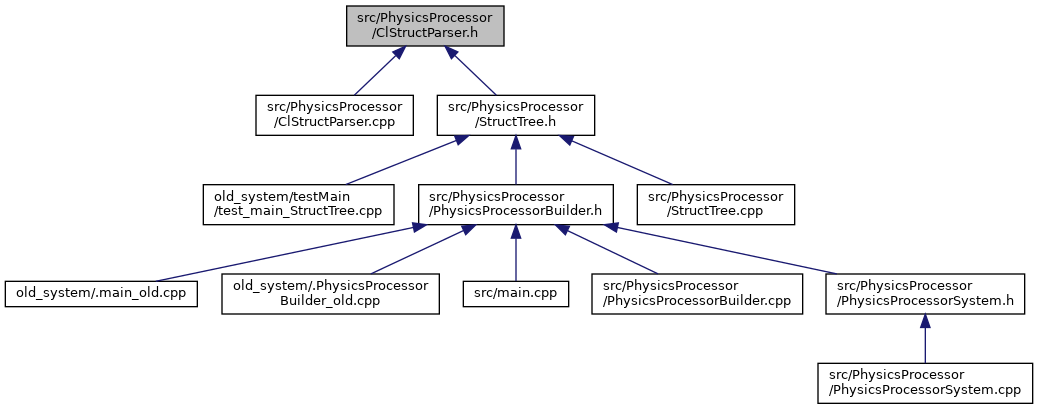 src/PhysicsProcessor
/ClStructParser.h
src/PhysicsProcessor
/ClStructParser.cpp
src/PhysicsProcessor
/StructTree.h
old_system/testMain
/test_main_StructTree.cpp
src/PhysicsProcessor
/PhysicsProcessorBuilder.h
src/PhysicsProcessor
/StructTree.cpp
old_system/.main_old.cpp
old_system/.PhysicsProcessor
Builder_old.cpp
src/main.cpp
src/PhysicsProcessor
/PhysicsProcessorBuilder.cpp
src/PhysicsProcessor
/PhysicsProcessorSystem.h
src/PhysicsProcessor
/PhysicsProcessorSystem.cpp